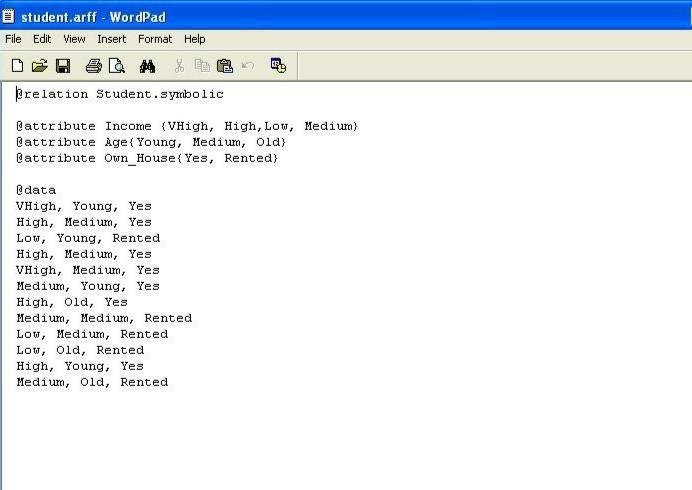 student.arff - WordPad
File Edit View Insert Format Help
@relation Student.symbolic
@attribute Income {VHigh, High,Low, Medium}
@attribute Age{Young, Medium, Old}
@attribute Own_House{Yes, Rented}
@data
VHigh, Young, Yes
High, Medium, Yes
Low, Young, Rented
High, Medium, Yes
VHigh, Medium, Yes
Medium, Young, Yes
High, Old, Yes
Medium, Medium, Rented
Low, Medium, Rented
Low, Old, Rented
High, Young, Yes
Medium, Old, Rented